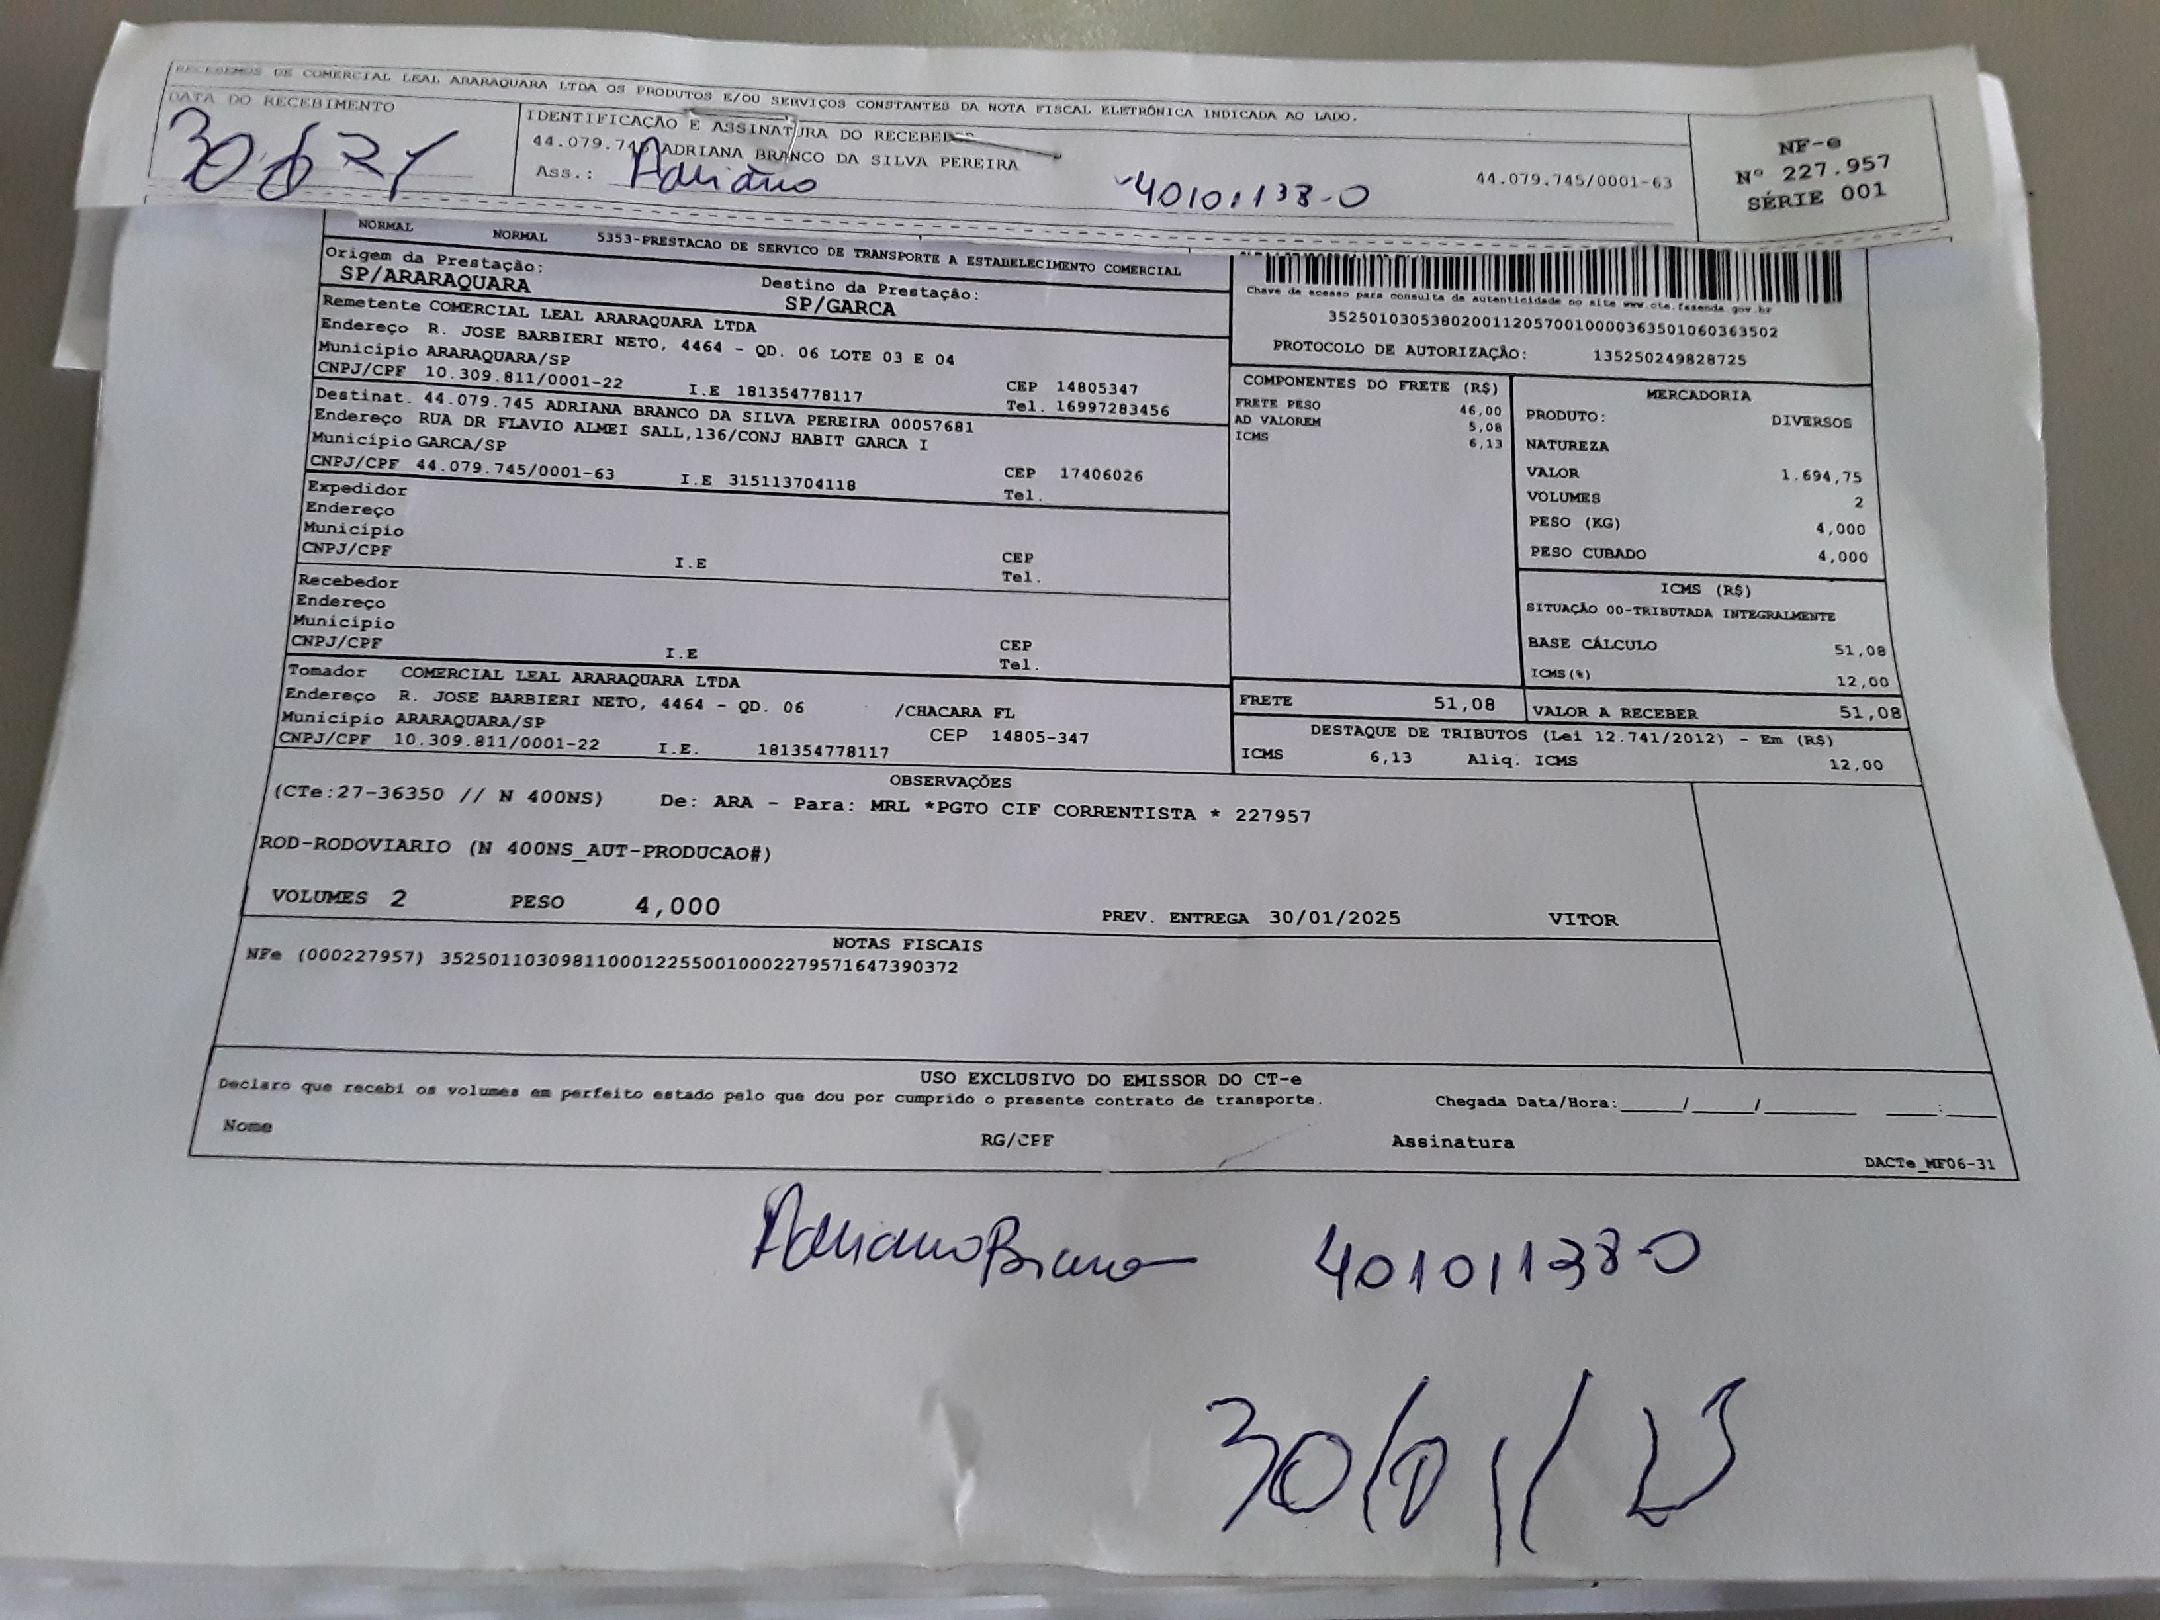 RECEBEMOS DE COMERCIAL LEAL ARARAQUARA LTDA OS PRODUTOS E/OU SERVIÇOS CONSTANTES DA NOTA FISCAL ELETRÔNICA INDICADA AO LADO.
DATA DO RECEBIMENTO
IDENTIFICAÇÃO E ASSINATURA DO RECEBEDOR
44.079.745 ADRIANA BRANCO DA SILVA PEREIRA
Ass.: Adriano 40101138-0 44.079.745/0001-63
NF-e
Nº 227.957
SÉRIE 001
NORMAL NORMAL 5353-PRESTACAO DE SERVICO DE TRANSPORTE A ESTABELECIMENTO COMERCIAL
Origem da Prestação: Destino da Prestação:
SP/ARARAQUARA SP/GARCA
Remetente COMERCIAL LEAL ARARAQUARA LTDA
Endereço R. JOSE BARBIERI NETO, 4464 - QD. 06 LOTE 03 E 04
Município ARARAQUARA/SP CEP 14805347
CNPJ/CPF 10.309.811/0001-22 I.E 181354778117 Tel. 16997283456
Destinat. 44.079.745 ADRIANA BRANCO DA SILVA PEREIRA 00057681
Endereço RUA DR FLAVIO ALMEI SALL,136/CONJ HABIT GARCA I
Município GARCA/SP CEP 17406026
CNPJ/CPF 44.079.745/0001-63 I.E 315113704118 Tel.
Expedidor
Endereço
Município CEP
CNPJ/CPF I.E Tel.
Recebedor
Endereço
Município CEP
CNPJ/CPF I.E Tel.
Tomador COMERCIAL LEAL ARARAQUARA LTDA
Endereço R. JOSE BARBIERI NETO, 4464 - QD. 06 /CHACARA FL
Município ARARAQUARA/SP CEP 14805-347
CNPJ/CPF 10.309.811/0001-22 I.E. 181354778117
Chave de acesso para consulta de autenticidade no site www.cte.fazenda.gov.br
35250103053802001120570010000363501060363502
PROTOCOLO DE AUTORIZAÇÃO: 135250249828725
COMPONENTES DO FRETE (R$)
FRETE PESO 46,00
AD VALOREM 5,08
ICMS 6,13
MERCADORIA
PRODUTO: DIVERSOS
NATUREZA
VALOR 1.694,75
VOLUMES 2
PESO (KG) 4,000
PESO CUBADO 4,000
ICMS (R$)
SITUAÇÃO 00-TRIBUTADA INTEGRALMENTE
BASE CÁLCULO 51,08
ICMS(%) 12,00
FRETE 51,08 VALOR A RECEBER 51,08
DESTAQUE DE TRIBUTOS (Lei 12.741/2012) - Em (R$)
ICMS 6,13 Aliq. ICMS 12,00
OBSERVAÇÕES
(CTe:27-36350 // N 400NS) De: ARA - Para: MRL *PGTO CIF CORRENTISTA * 227957
ROD-RODOVIARIO (N 400NS_AUT-PRODUCAO#)
VOLUMES 2 PESO 4,000 PREV. ENTREGA 30/01/2025 VITOR
NOTAS FISCAIS
NFe (000227957) 35250110309811000122550010002279571647390372
USO EXCLUSIVO DO EMISSOR DO CT-e
Declaro que recebi os volumes em perfeito estado pelo que dou por cumprido o presente contrato de transporte. Chegada Data/Hora:_____/_____/________ ____:____
Nome RG/CPF Assinatura
DACTe_MF06-31
Adriano 40101138-0
30/01/25